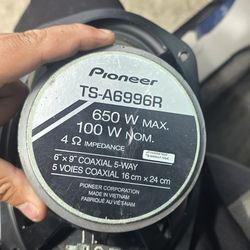 Pioneer
TS-A6996R
650 W MAX.
100 W NOM.
4 Ω IMPEDANCE
6" x 9" COAXIAL 5-WAY
5 VOIES COAXIAL 16 cm x 24 cm
PIONEER CORPORATION
MADE IN VIETNAM
FABRIQUÉ AU VIETNAM